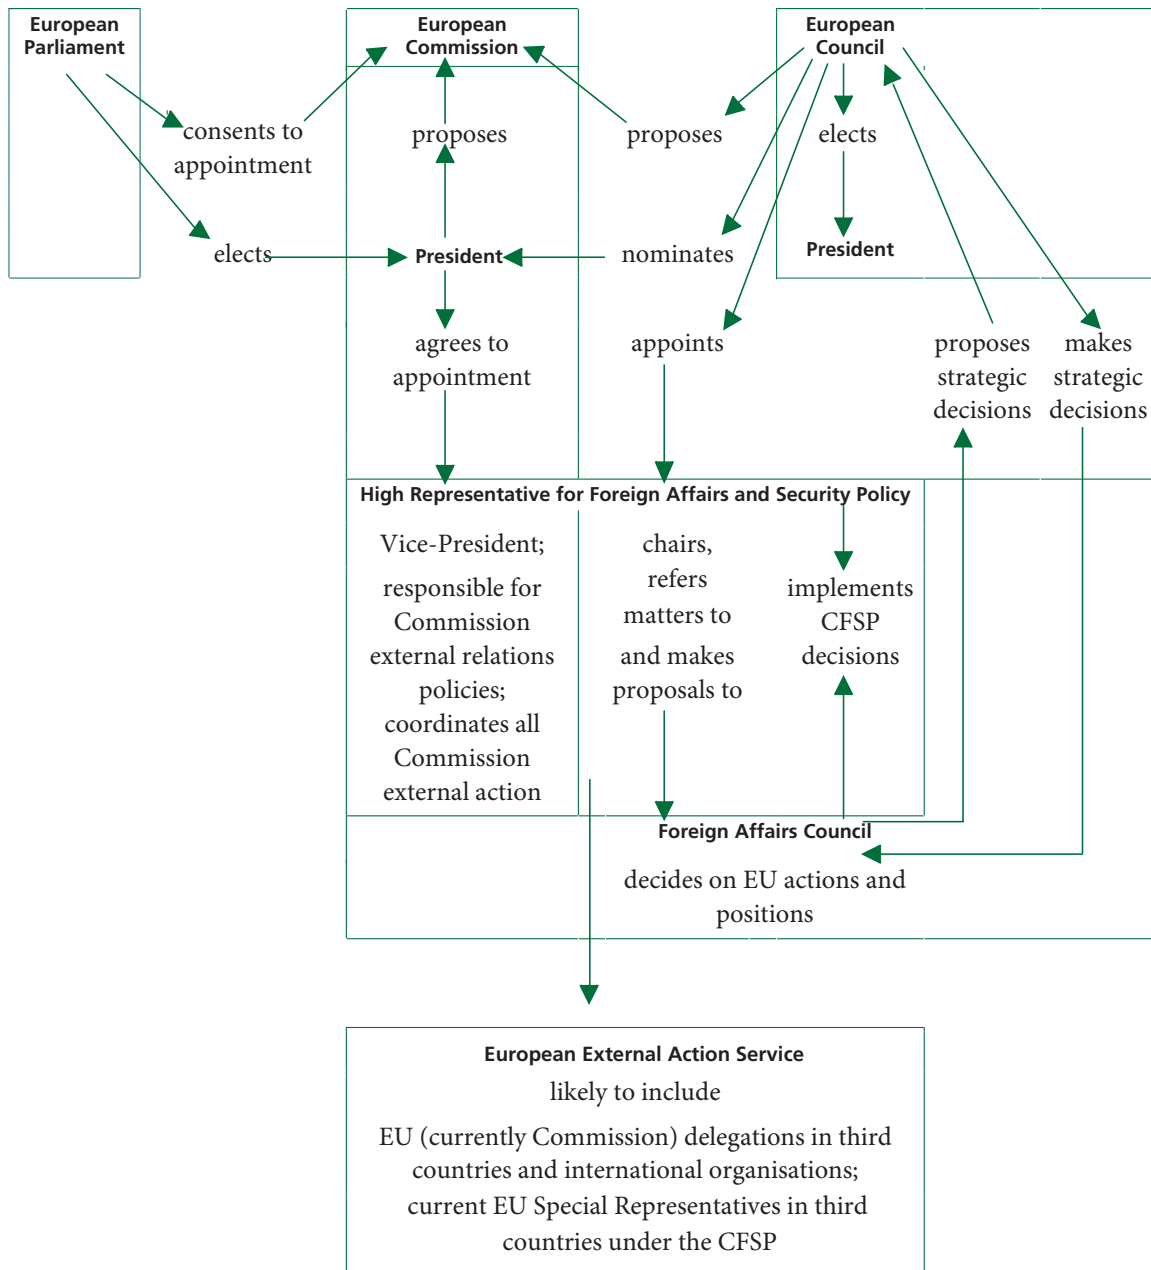 European
Parliament
European
Commission
European
Council
consents to
appointment
proposes
proposes
elects
elects
President
nominates
President
agrees to
appointment
appoints
proposes
strategic
decisions
makes
strategic
decisions
High Representative for Foreign Affairs and Security Policy
Vice-President;
responsible for
Commission
external relations
policies;
coordinates all
Commission
external action
chairs,
refers
matters to
and makes
proposals to
implements
CFSP
decisions
Foreign Affairs Council
decides on EU actions and
positions
European External Action Service
likely to include
EU (currently Commission) delegations in third
countries and international organisations;
current EU Special Representatives in third
countries under the CFSP